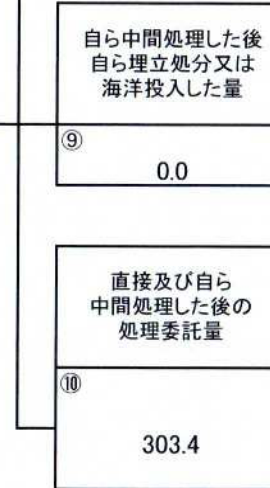 自ら中間処理した後
自ら埋立処分又は
海洋投入した量
⑨
0.0
直接及び自ら
中間処理した後の
処理委託量
⑩
303.4